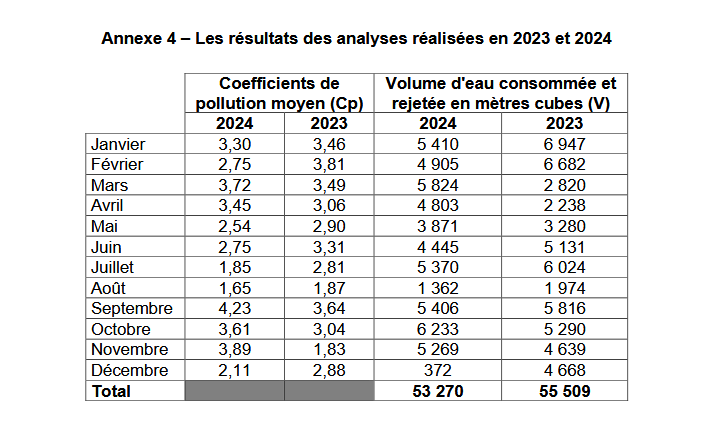 Annexe 4 – Les résultats des analyses réalisées en 2023 et 2024
Coefficients de pollution moyen (Cp) Volume d'eau consommée et rejetée en mètres cubes (V)
2024 2023 2024 2023
Janvier 3,30 3,46 5 410 6 947
Février 2,75 3,81 4 905 6 682
Mars 3,72 3,49 5 824 2 820
Avril 3,45 3,06 4 803 2 238
Mai 2,54 2,90 3 871 3 280
Juin 2,75 3,31 4 445 5 131
Juillet 1,85 2,81 5 370 6 024
Août 1,65 1,87 1 362 1 974
Septembre 4,23 3,64 5 406 5 816
Octobre 3,61 3,04 6 233 5 290
Novembre 3,89 1,83 5 269 4 639
Décembre 2,11 2,88 372 4 668
Total 53 270 55 509